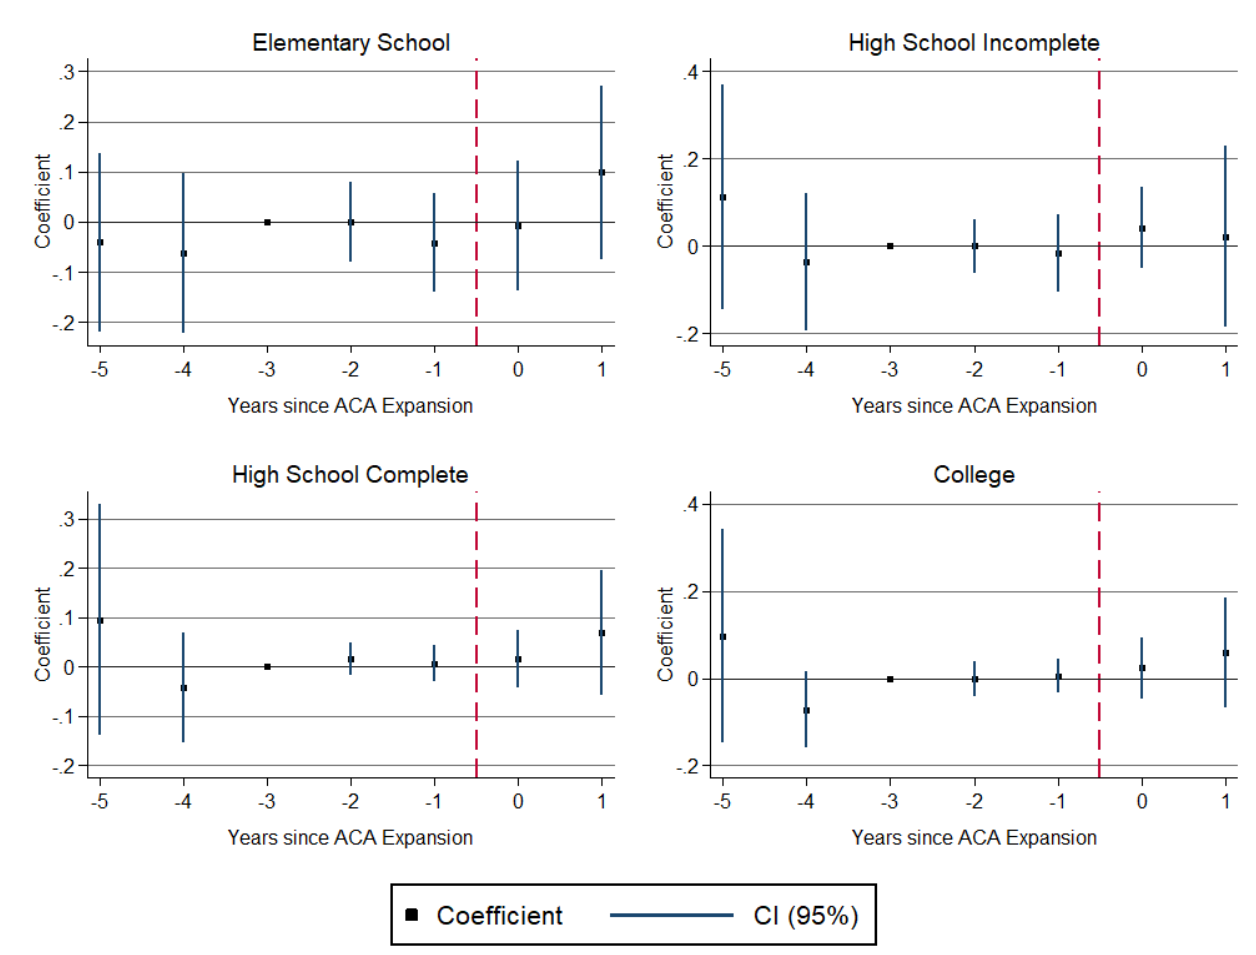 Elementary School
.3
.2
.1
0
-.1
-.2
Coefficient
-5 -4 -3 -2 -1 0 1
Years since ACA Expansion
High School Incomplete
.4
.2
0
-.2
Coefficient
-5 -4 -3 -2 -1 0 1
Years since ACA Expansion
High School Complete
.3
.2
.1
0
-.1
-.2
Coefficient
-5 -4 -3 -2 -1 0 1
Years since ACA Expansion
College
.4
.2
0
-.2
Coefficient
-5 -4 -3 -2 -1 0 1
Years since ACA Expansion
Coefficient CI (95%)